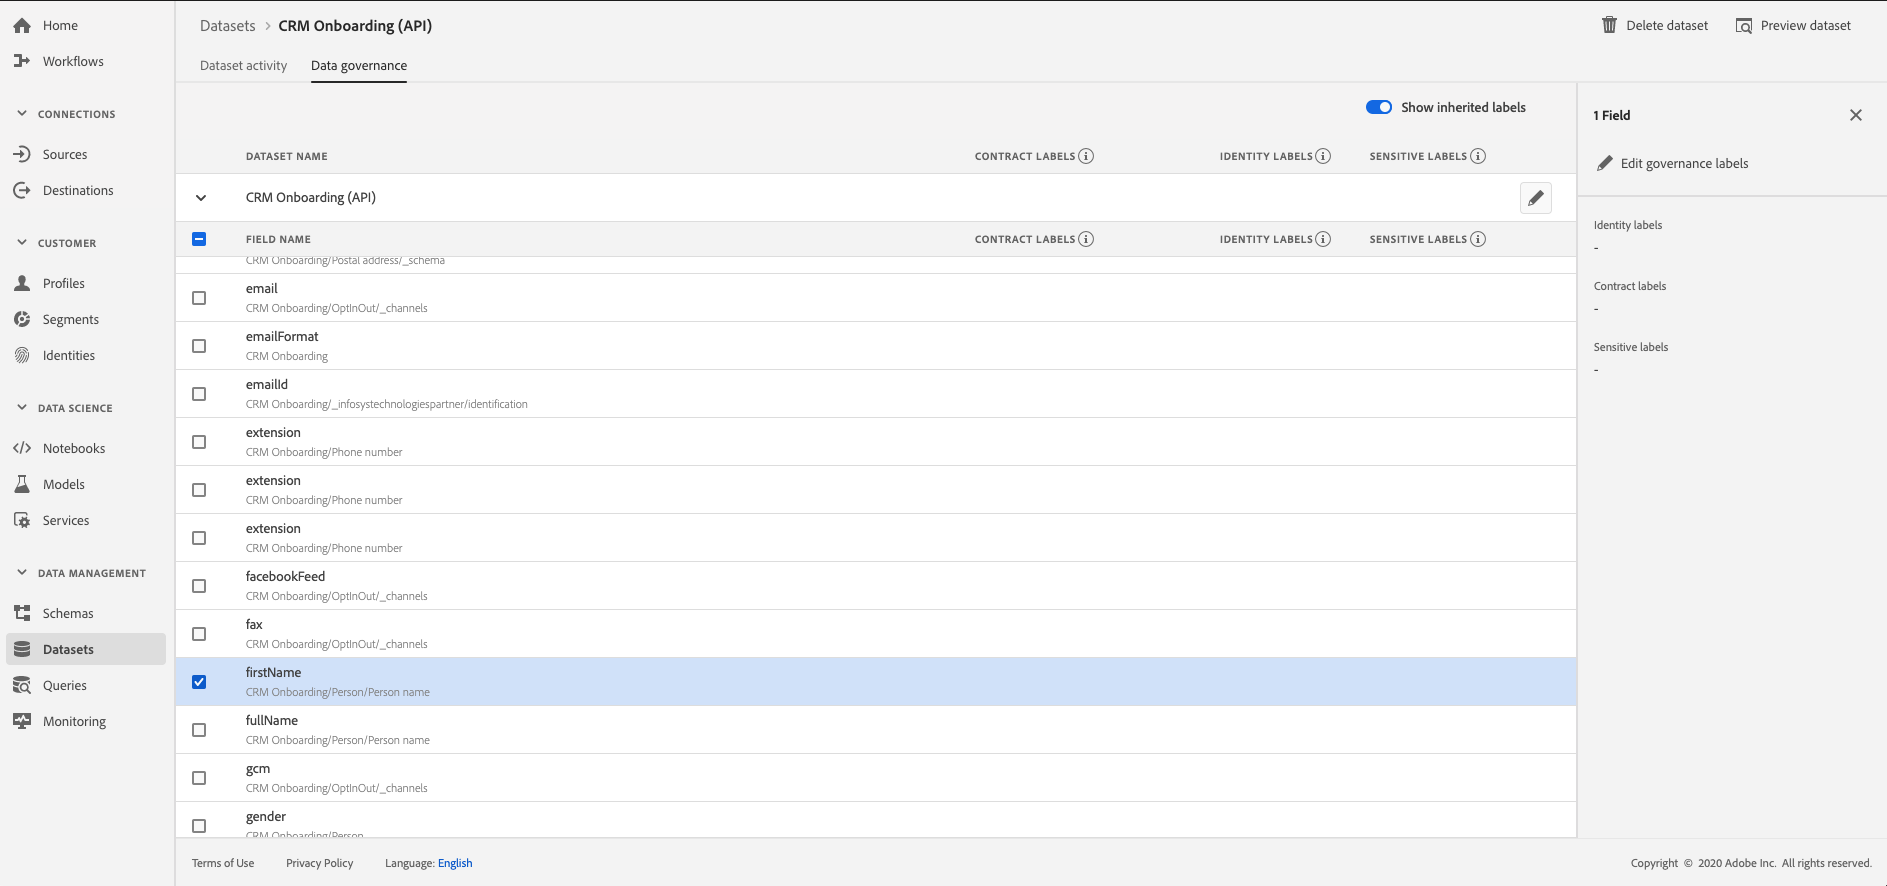 Home
Workflows
CONNECTIONS
Sources
Destinations
CUSTOMER
Profiles
Segments
Identities
DATA SCIENCE
Notebooks
Models
Services
DATA MANAGEMENT
Schemas
Datasets
Queries
Monitoring
Datasets > CRM Onboarding (API)
Delete dataset
Preview dataset
Dataset activity
Data governance
Show inherited labels
DATASET NAME CONTRACT LABELS IDENTITY LABELS SENSITIVE LABELS
CRM Onboarding (API)
FIELD NAME CONTRACT LABELS IDENTITY LABELS SENSITIVE LABELS
CRM Onboarding/Postal address/_schema
email
CRM Onboarding/OptInOut/_channels
emailFormat
CRM Onboarding
emailId
CRM Onboarding/_infosystechnologiespartner/identification
extension
CRM Onboarding/Phone number
extension
CRM Onboarding/Phone number
extension
CRM Onboarding/Phone number
facebookFeed
CRM Onboarding/OptInOut/_channels
fax
CRM Onboarding/OptInOut/_channels
firstName
CRM Onboarding/Person/Person name
fullName
CRM Onboarding/Person/Person name
gcm
CRM Onboarding/OptInOut/_channels
gender
CRM Onboarding/Person
1 Field
Edit governance labels
Identity labels
-
Contract labels
-
Sensitive labels
-
Terms of Use Privacy Policy Language: English
Copyright © 2020 Adobe Inc. All rights reserved.